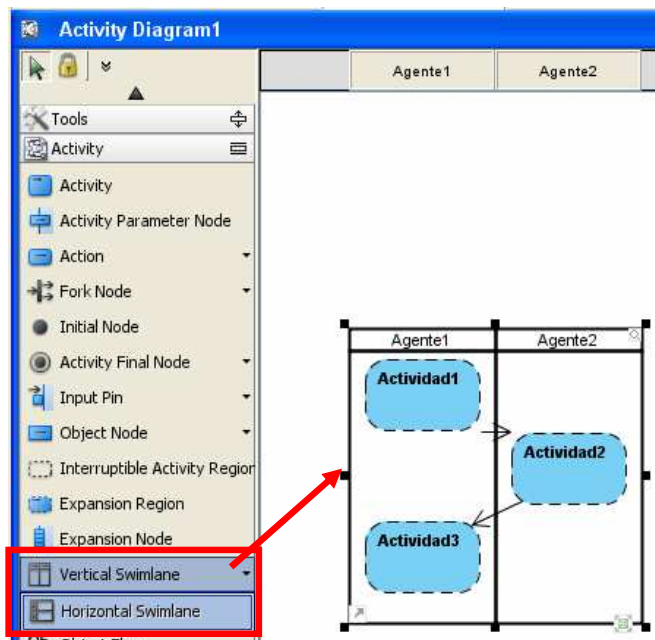 Activity Diagram1
Agente1 Agente2
Tools
Activity
Activity
Activity Parameter Node
Action
Fork Node
Initial Node
Activity Final Node
Input Pin
Object Node
Interruptible Activity Region
Expansion Region
Expansion Node
Vertical Swimlane
Horizontal Swimlane
Agente1 Agente2
Actividad1
Actividad2
Actividad3